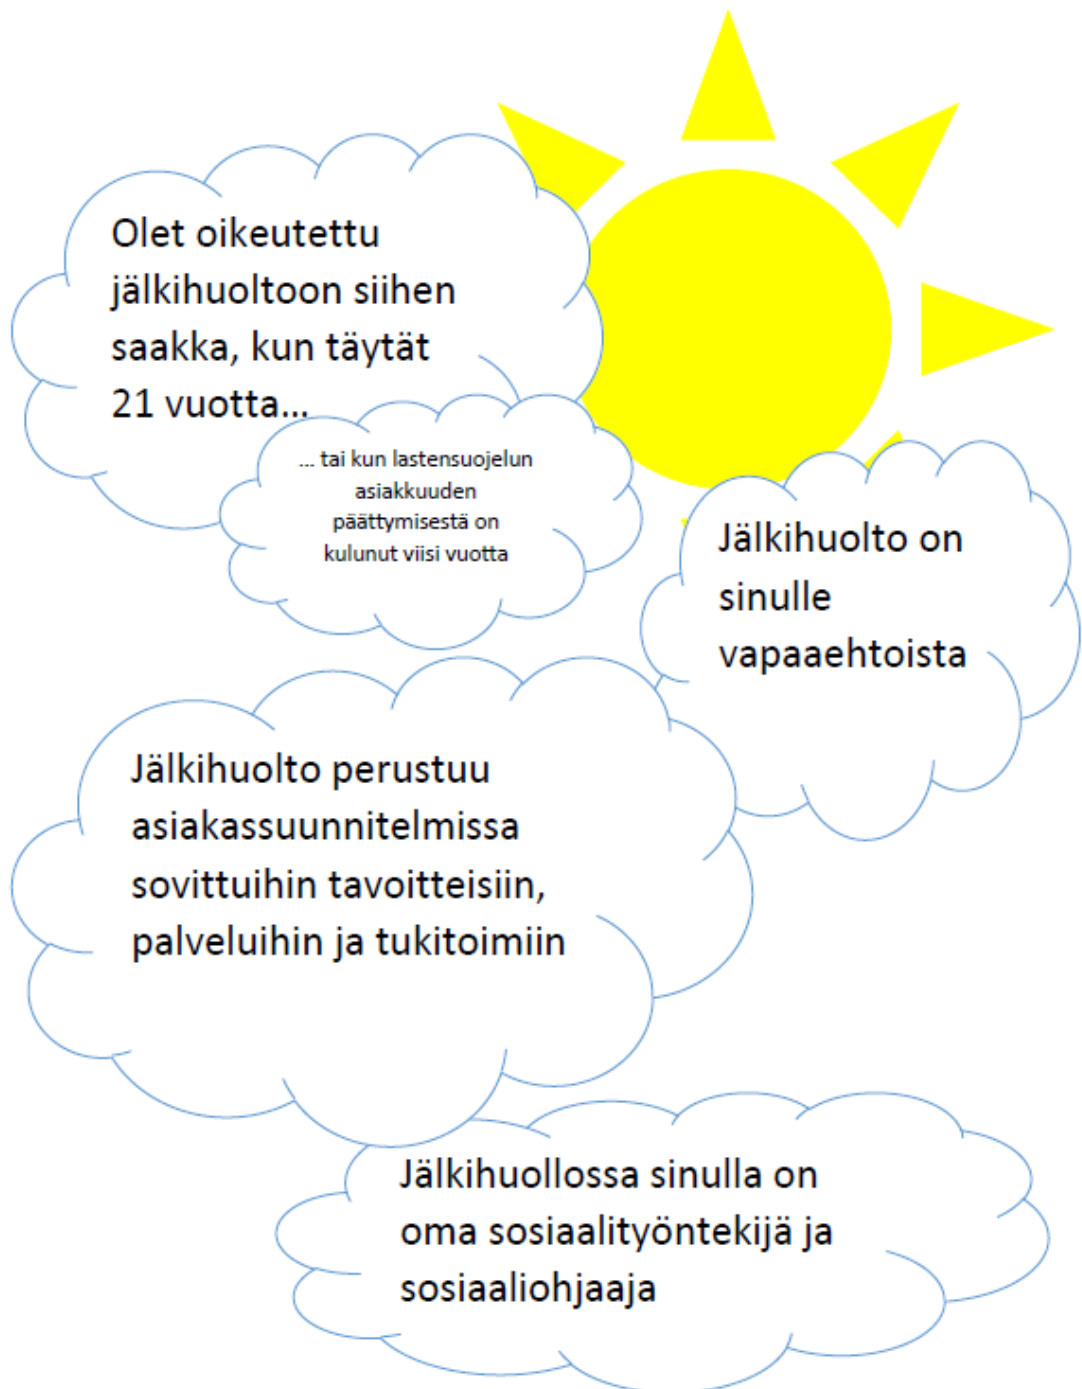 Olet oikeutettu
jälkihuoltoon siihen
saakka, kun täytät
21 vuotta...
... tai kun lastensuojelun
asiakkuuden
päättymisestä on
kulunut viisi vuotta
Jälkihuolto on
sinulle
vapaaehtoista
Jälkihuolto perustuu
asiakassuunnitelmissa
sovittuihin tavoitteisiin,
palveluihin ja tukitoimiin
Jälkihuollossa sinulla on
oma sosiaalityöntekijä ja
sosiaaliohjaaja